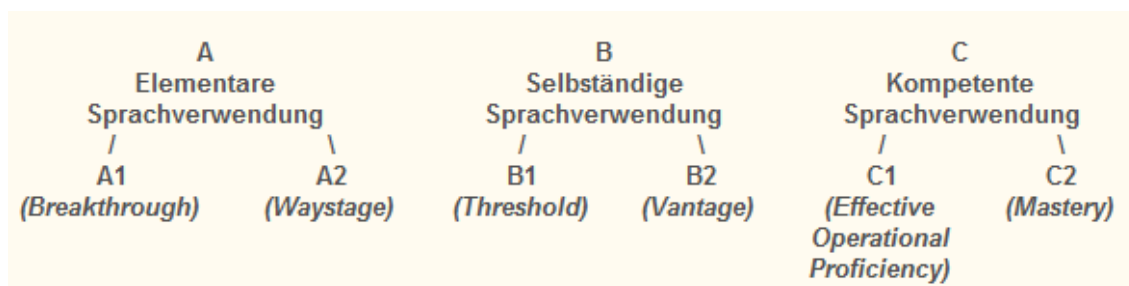 A B C
Elementare Selbständige Kompetente
Sprachverwendung Sprachverwendung Sprachverwendung
/ \ / \ / \
A1 A2 B1 B2 C1 C2
(Breakthrough) (Waystage) (Threshold) (Vantage) (Effective (Mastery)
Operational
Proficiency)